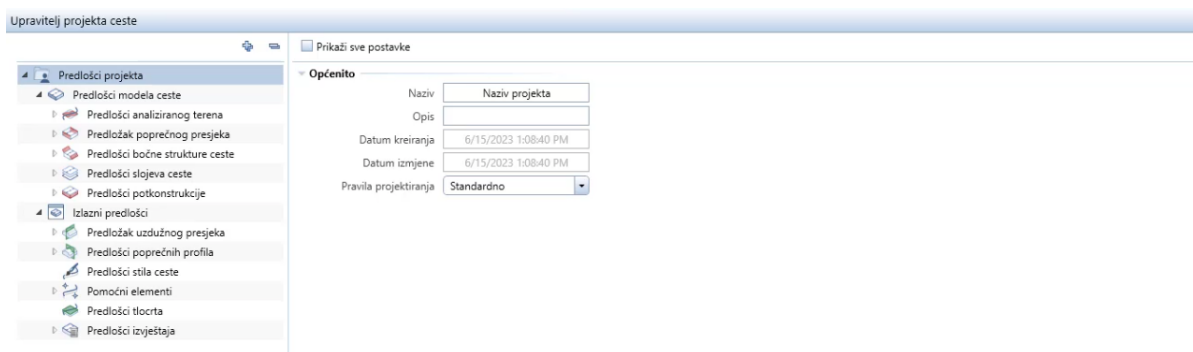 Upravitelj projekta ceste
Prikaži sve postavke
Predlošci projekta
Predlošci modela ceste
Predlošci analiziranog terena
Predložak poprečnog presjeka
Predlošci bočne strukture ceste
Predlošci slojeva ceste
Predlošci potkonstrukcije
Izlazni predlošci
Predložak uzdužnog presjeka
Predlošci poprečnih profila
Predlošci stila ceste
Pomoćni elementi
Predlošci tlocrta
Predlošci izvještaja
Općenito
Naziv Naziv projekta
Opis
Datum kreiranja 6/15/2023 1:08:40 PM
Datum izmjene 6/15/2023 1:08:40 PM
Pravila projektiranja Standardno